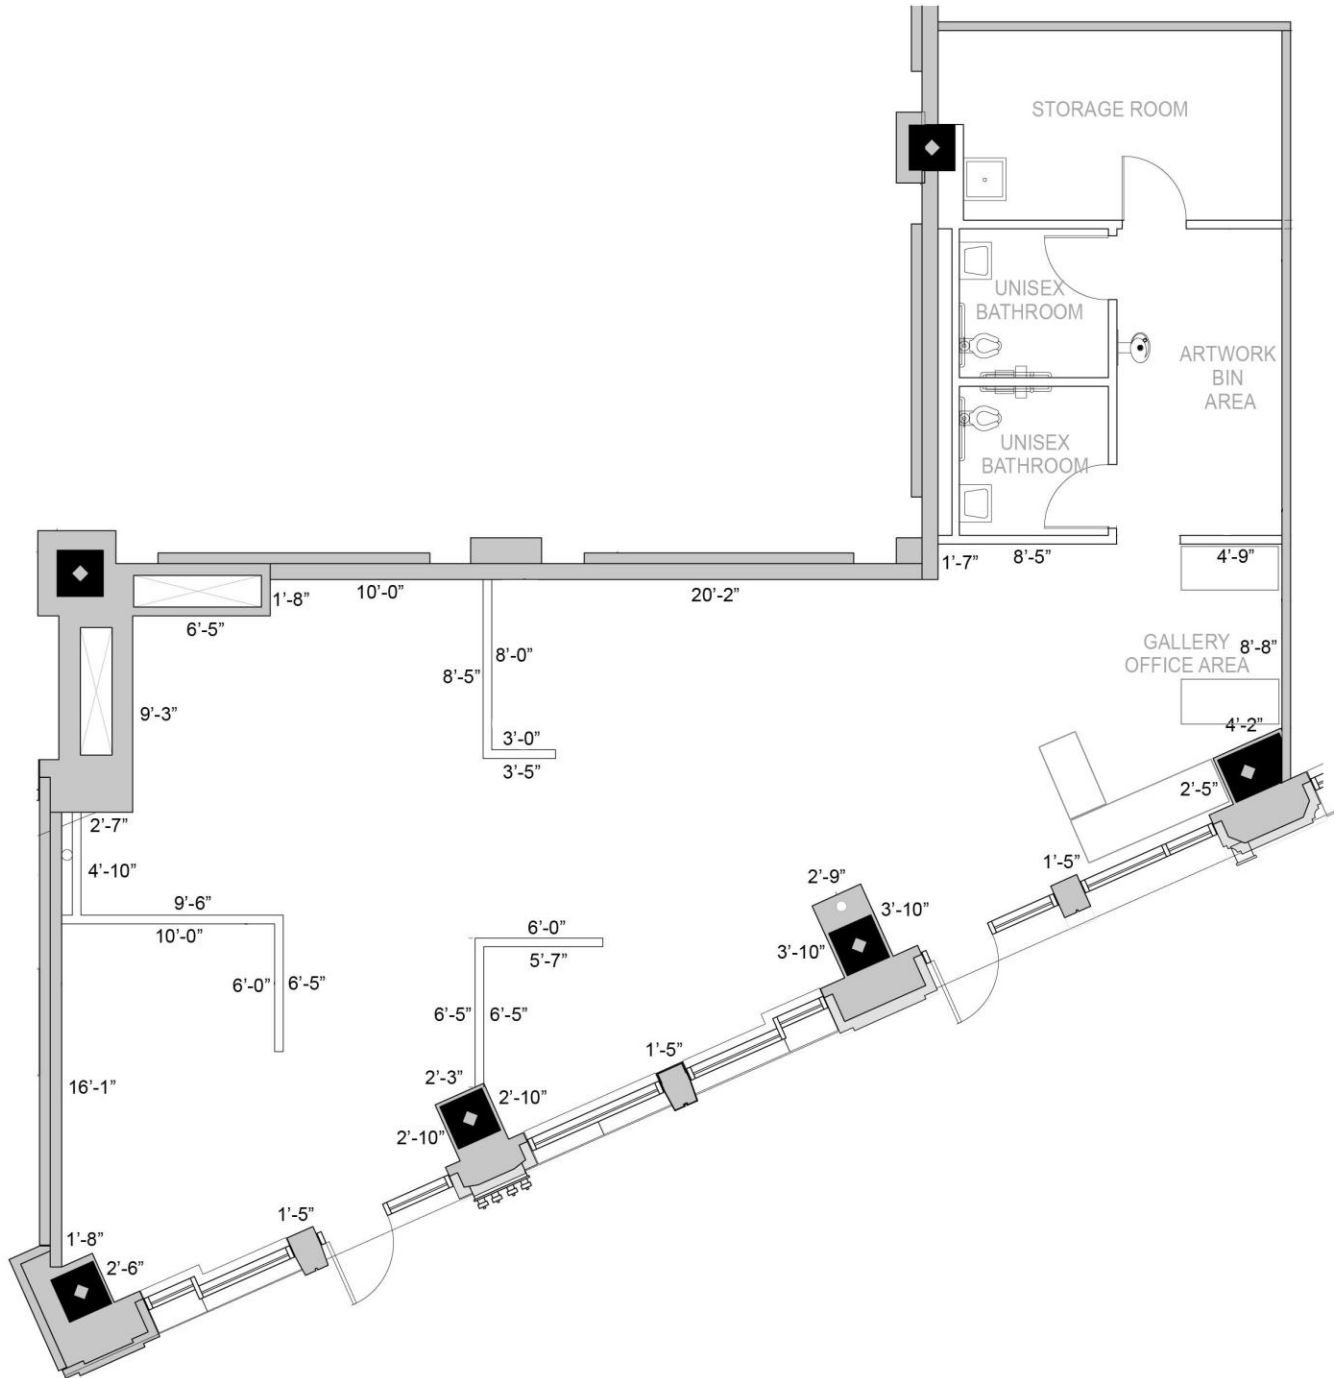 STORAGE ROOM
UNISEX
BATHROOM
ARTWORK
BIN
AREA
UNISEX
BATHROOM
1'-7" 8'-5" 4'-9"
1'-8" 10'-0" 20'-2"
6'-5"
8'-0"
8'-5"
GALLERY
OFFICE AREA
8'-8"
9'-3"
3'-0"
3'-5"
4'-2"
2'-5"
2'-7"
4'-10"
1'-5"
2'-9"
9'-6"
10'-0"
3'-10"
3'-10"
6'-0"
5'-7"
6'-0" 6'-5"
6'-5" 6'-5"
1'-5"
16'-1"
2'-3"
2'-10"
2'-10"
1'-5"
1'-8"
2'-6"